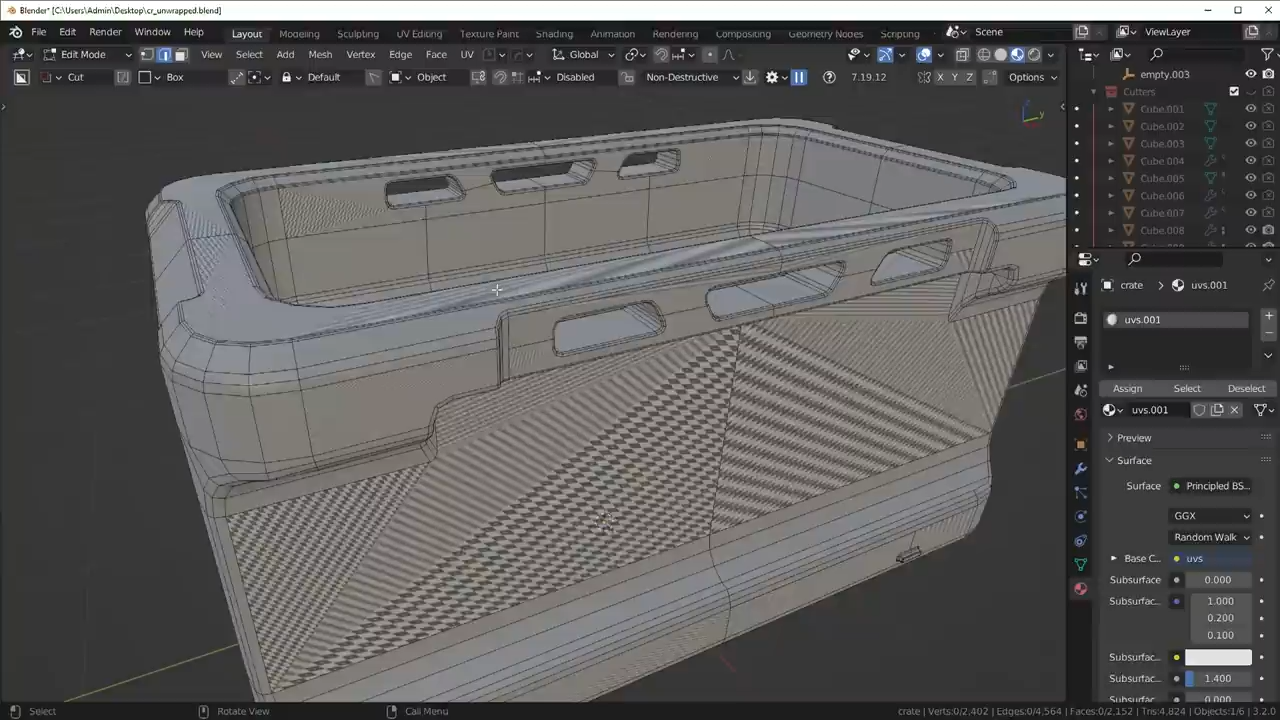 Blender* [C:\Users\Admin\Desktop\cr_unwrapped.blend]
File Edit Render Window Help Layout Modeling Sculpting UV Editing Texture Paint Shading Animation Rendering Compositing Geometry Nodes Scripting Scene ViewLayer
Edit Mode View Select Add Mesh Vertex Edge Face UV Global
Cut Box Default Object Disabled Non-Destructive 7.19.12 X Y Z Options
empty.003
Cutters
Cube.001
Cube.002
Cube.003
Cube.004
Cube.005
Cube.006
Cube.007
Cube.008
y
crate > uvs.001
uvs.001
Assign Select Deselect
uvs.001
Preview
Surface
Surface Principled BS...
GGX
Random Walk
Base C... uvs
Subsurface 0.000
Subsurfac... 1.000
0.200
0.100
Subsurfac...
Subsurfac... 1.400
Subsurfac... 0.000
Select Rotate View Call Menu crate | Verts:0/2,402 | Edges:0/4,564 | Faces:0/2,152 | Tris:4,824 | Objects:1/6 | 3.2.0